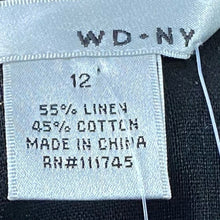 WD·NY
12
55% LINEN
45% COTTON
MADE IN CHINA
RN#111745